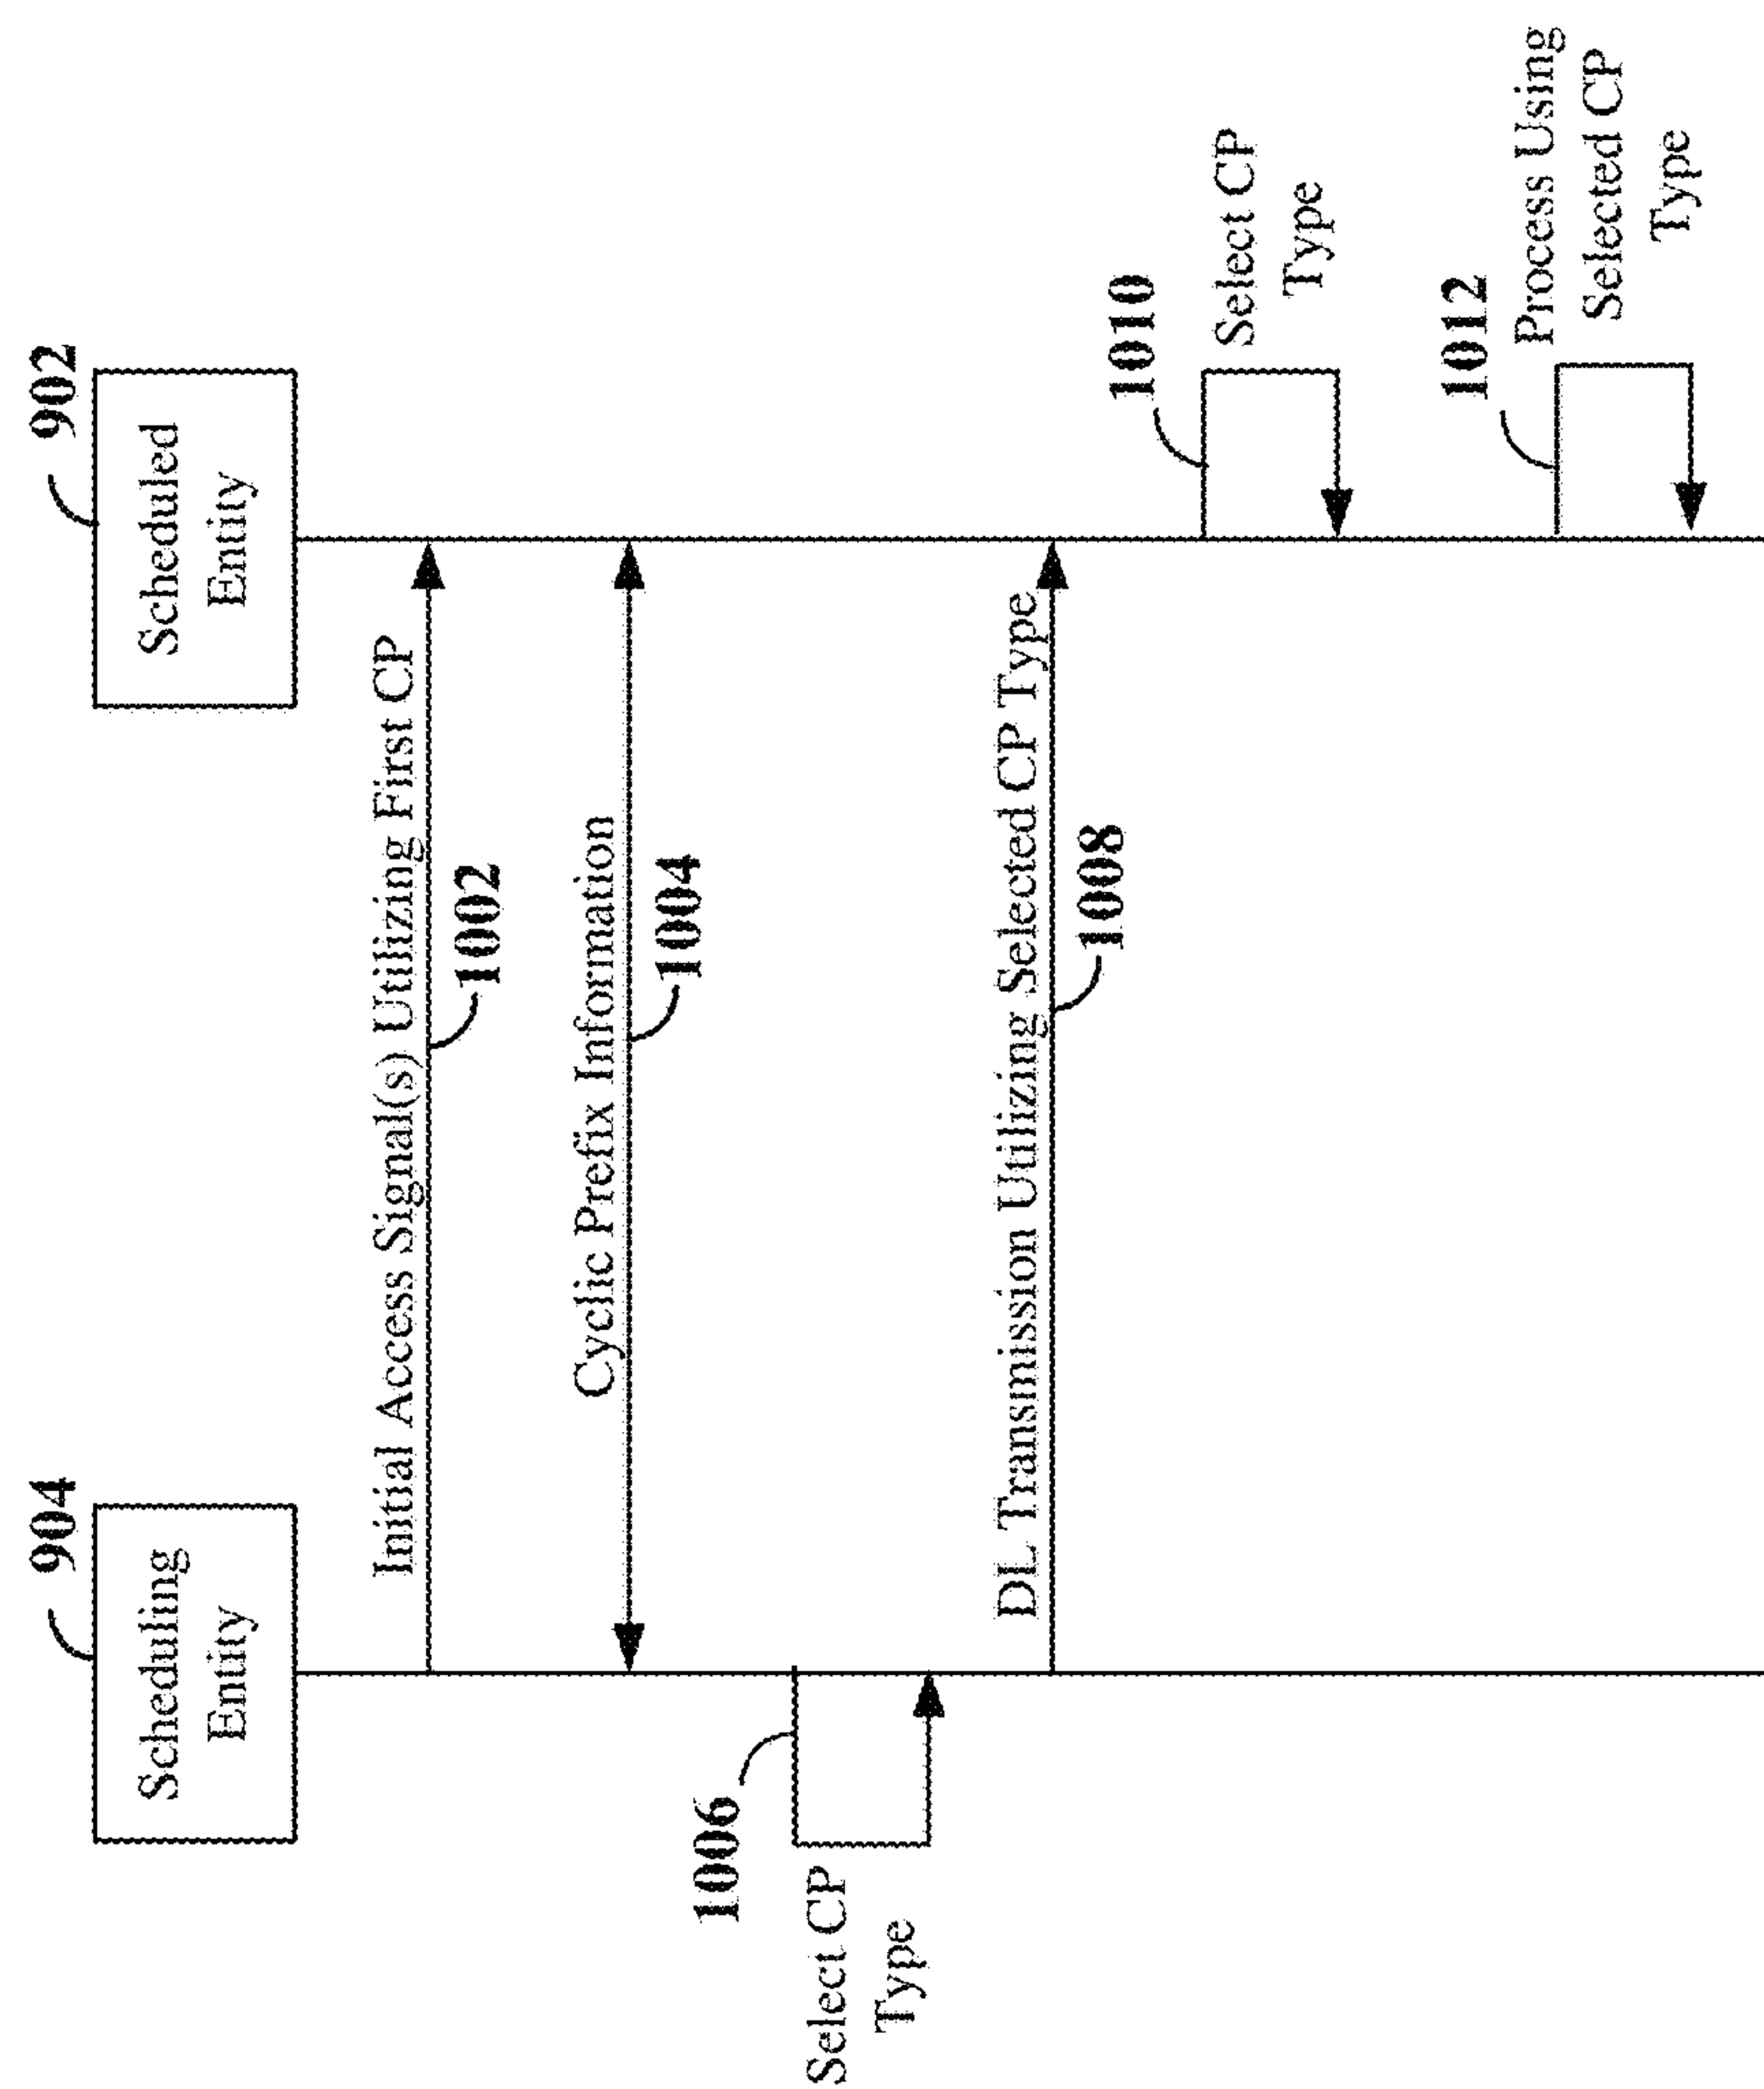 904
Scheduling
Entity
902
Scheduled
Entity
Initial Access Signal(s) Utilizing First CP
1002
Cyclic Prefix Information
1004
1006
Select CP
Type
DL Transmission Utilizing Selected CP Type
1008
1010
Select CP
Type
1012
Process Using
Selected CP
Type